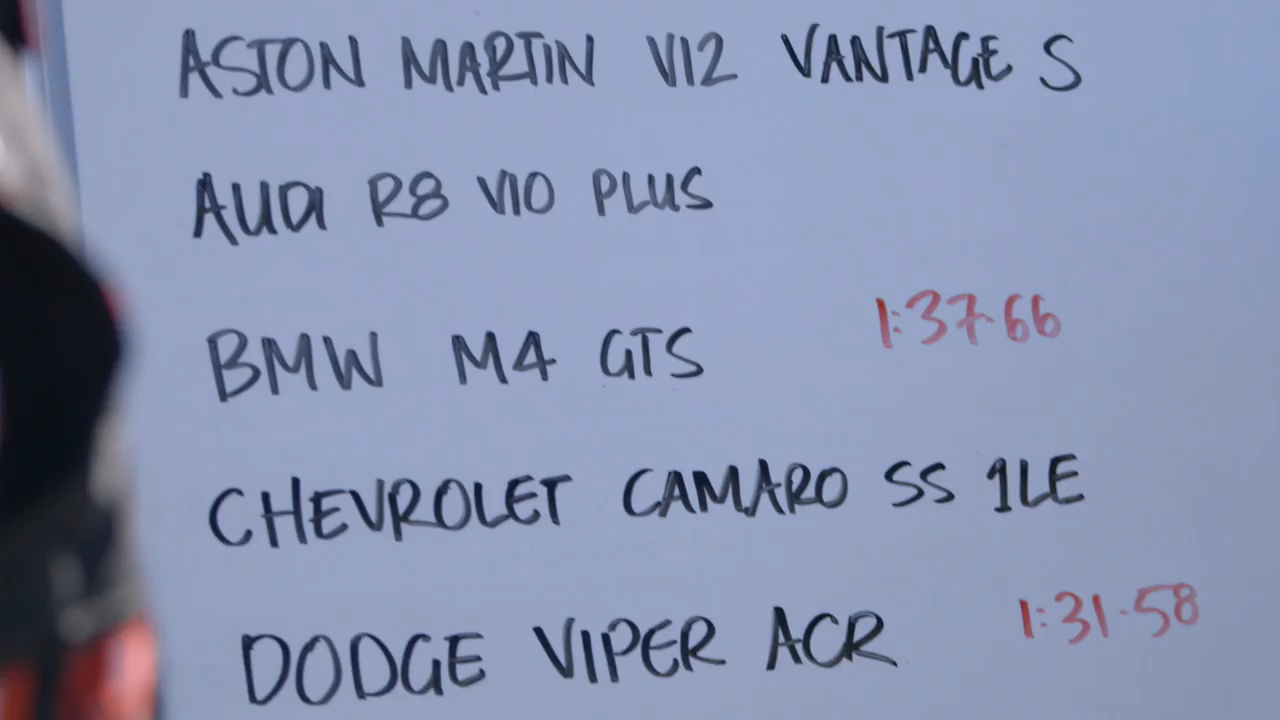 ASTON MARTIN V12 VANTAGE S
AUDI R8 V10 PLUS
BMW M4 GTS 1:37.66
CHEVROLET CAMARO SS 1LE
DODGE VIPER ACR 1:31.58